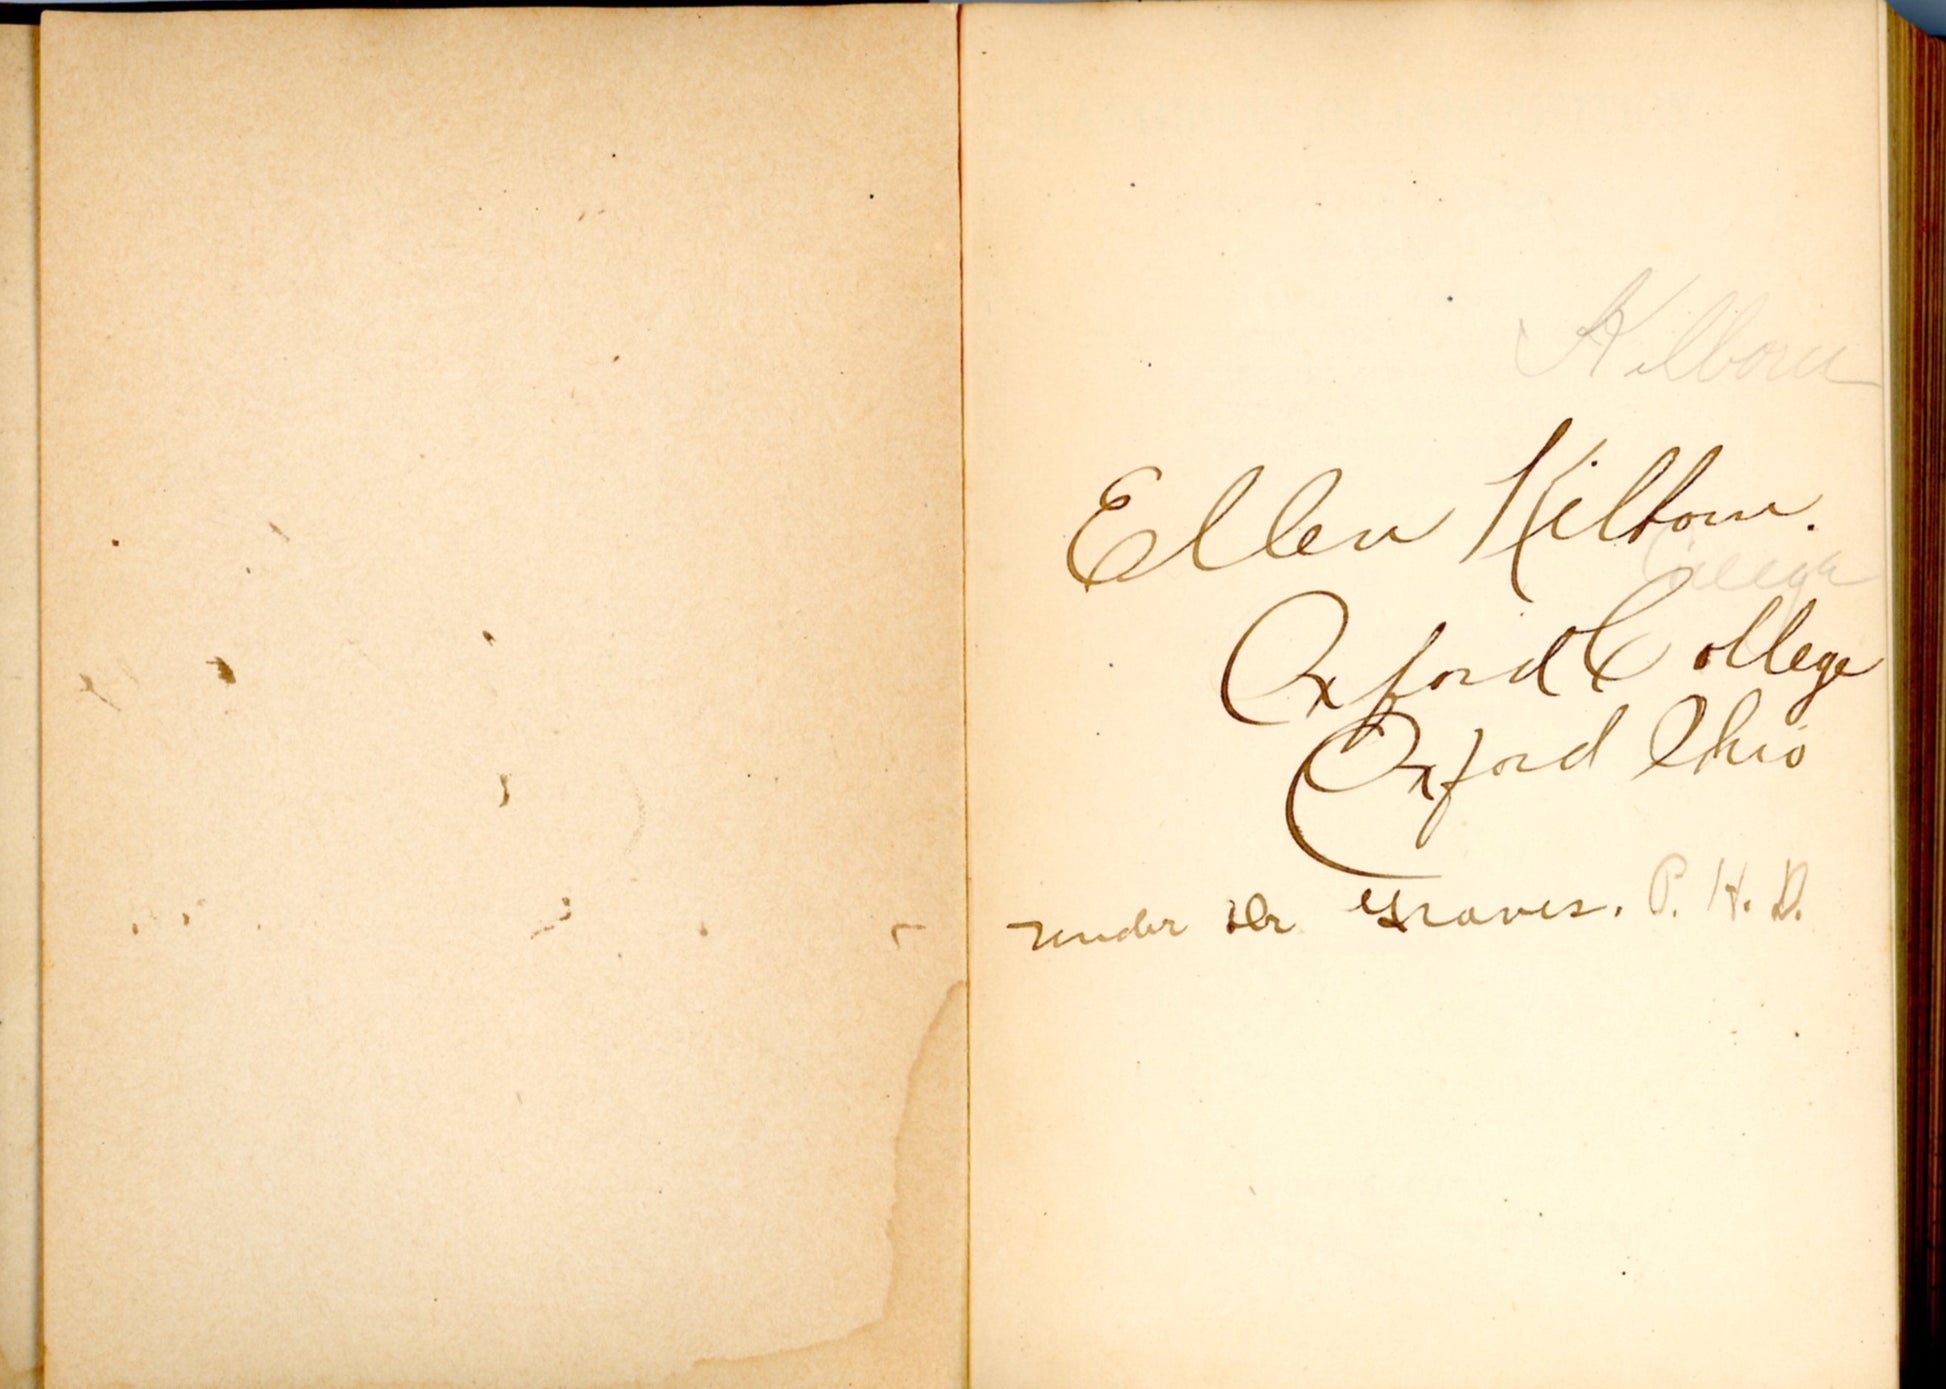 Kilbourn
Ellen Kilbourn.
College
Oxford College
Oxford Ohio
under Dr Graves. P. H. D.